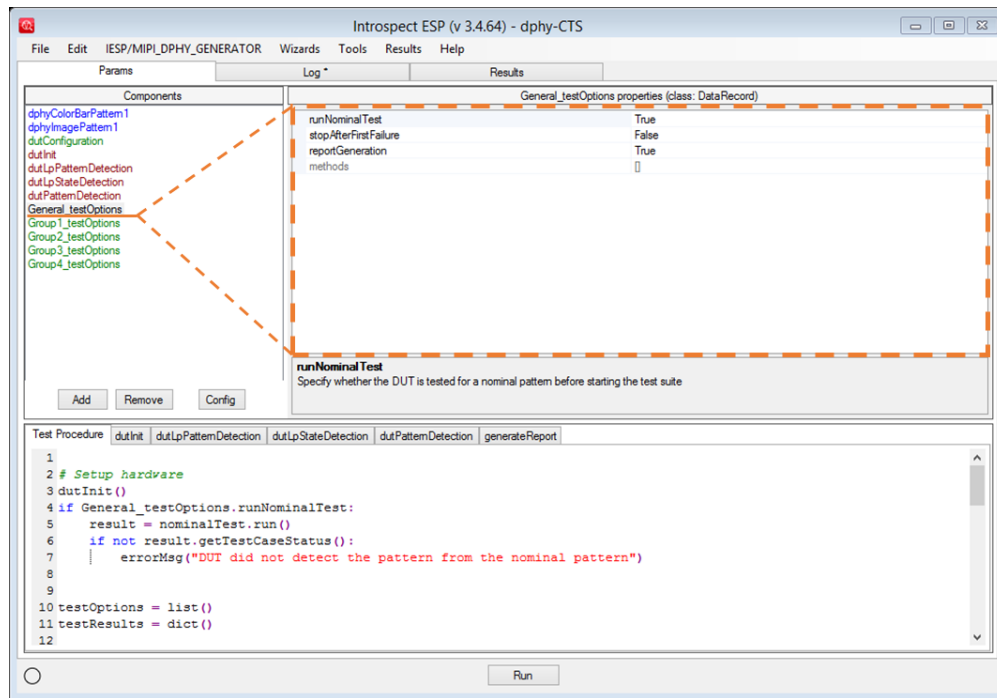 Introspect ESP (v 3.4.64) - dphy-CTS
File Edit IESP/MIPI_DPHY_GENERATOR Wizards Tools Results Help
Params Log * Results
Components
dphyColorBarPattern1
dphyImagePattern1
dutConfiguration
dutInit
dutLpPatternDetection
dutLpStateDetection
dutPatternDetection
General_testOptions
Group1_testOptions
Group2_testOptions
Group3_testOptions
Group4_testOptions
Add Remove Config
General_testOptions properties (class: DataRecord)
runNominalTest True
stopAfterFirstFailure False
reportGeneration True
methods []
runNominalTest
Specify whether the DUT is tested for a nominal pattern before starting the test suite
Test Procedure dutInit dutLpPatternDetection dutLpStateDetection dutPatternDetection generateReport
1
2 # Setup hardware
3 dutInit()
4 if General_testOptions.runNominalTest:
5 result = nominalTest.run()
6 if not result.getTestCaseStatus():
7 errorMsg("DUT did not detect the pattern from the nominal pattern")
8
9
10 testOptions = list()
11 testResults = dict()
12
Run